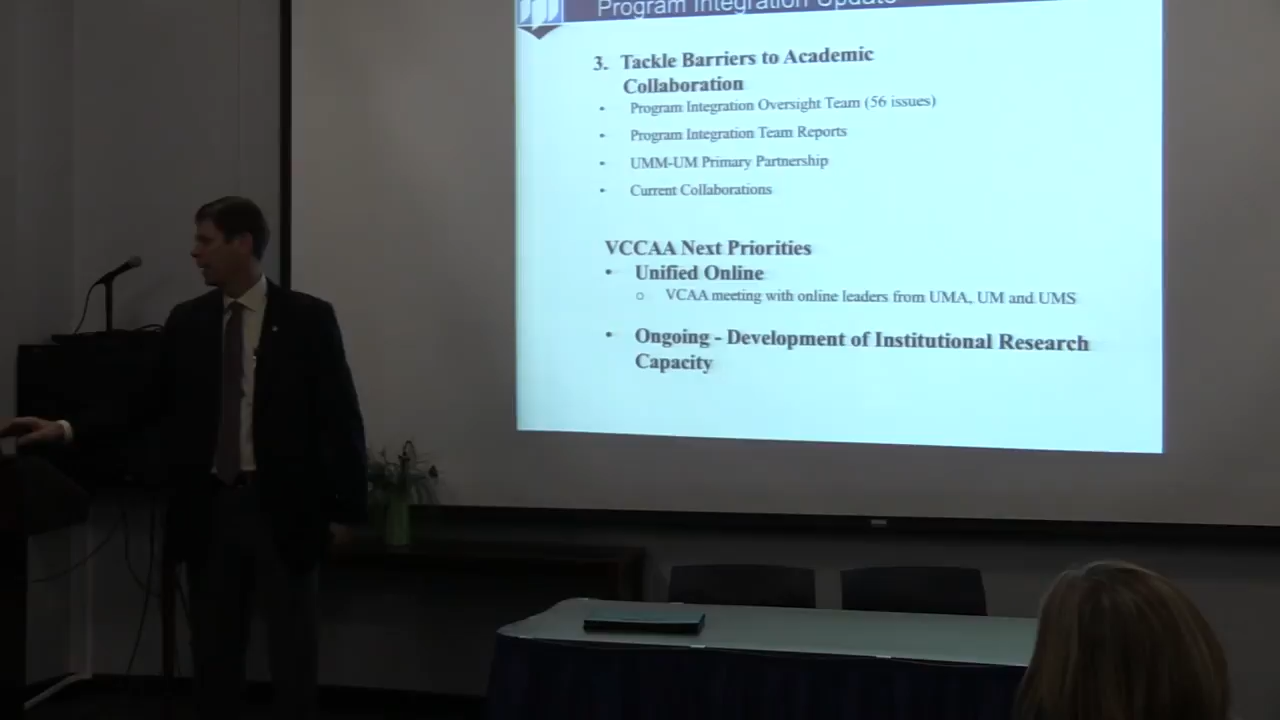 Program Integration Update
3. Tackle Barriers to Academic
Collaboration
• Program Integration Oversight Team (56 issues)
• Program Integration Team Reports
• UMM-UM Primary Partnership
• Current Collaborations
VCCAA Next Priorities
• Unified Online
o VCAA meeting with online leaders from UMA, UM and UMS
• Ongoing - Development of Institutional Research
Capacity